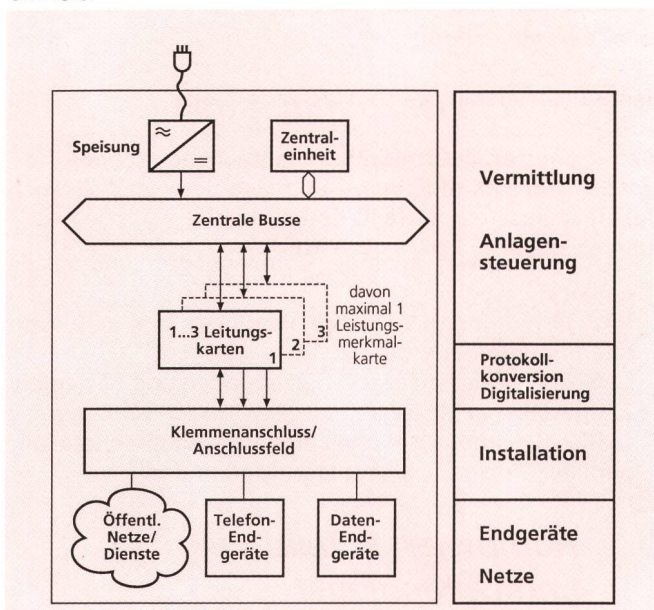 Speisung
≈
=
Zentral-
einheit
Zentrale Busse
1...3 Leitungs-
karten
1
2
3
davon
maximal 1
Leistungs-
merkmal-
karte
Klemmenanschluss/
Anschlussfeld
Öffentl.
Netze/
Dienste
Telefon-
End-
geräte
Daten-
End-
geräte
Vermittlung
Anlagen-
steuerung
Protokoll-
konversion
Digitalisierung
Installation
Endgeräte
Netze